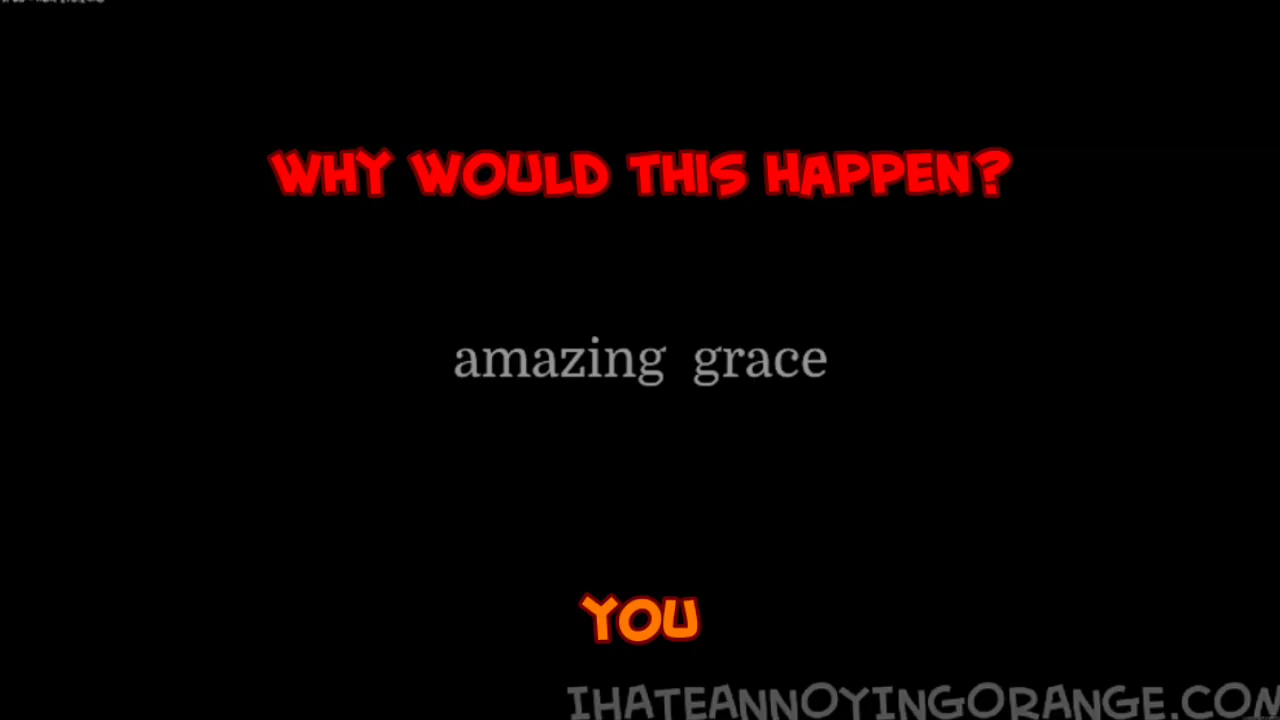 WHY WOULD THIS HAPPEN?
amazing grace
YOU
IHATEANNOYINGORANGE.COM